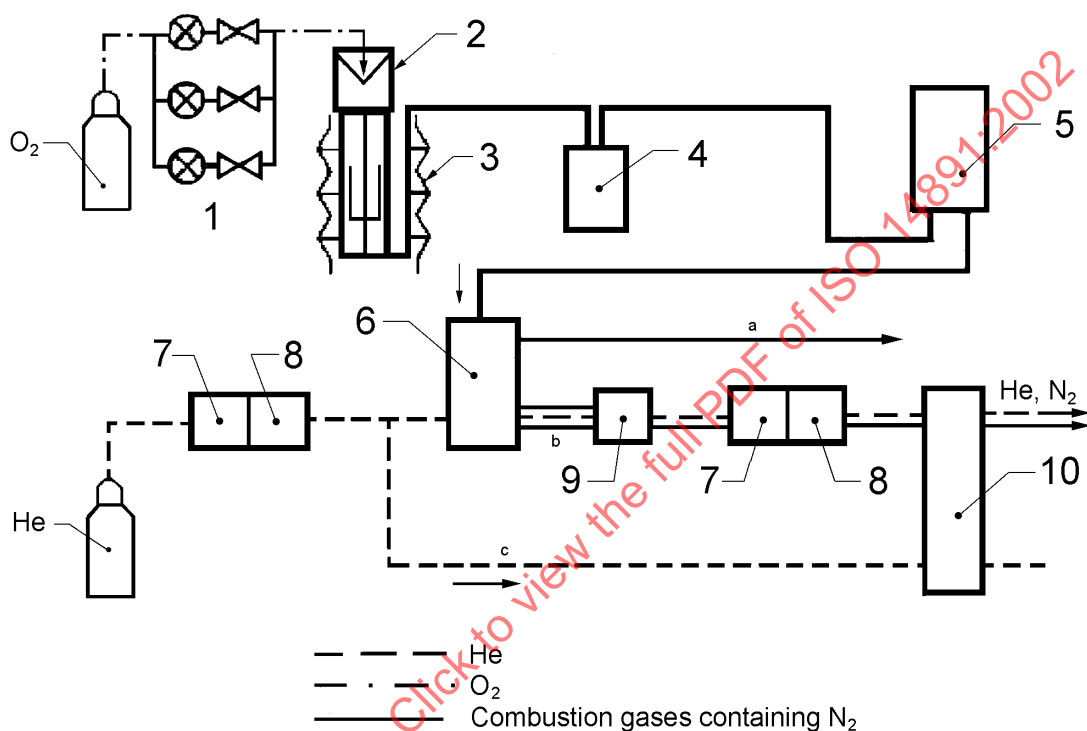 2
O₂
1
3
4
5
6
a
7
8
He
b
9
7
8
He, N₂
10
c
He
O₂
Combustion gases containing N₂
Click to view the full PDF of ISO 14891:2002